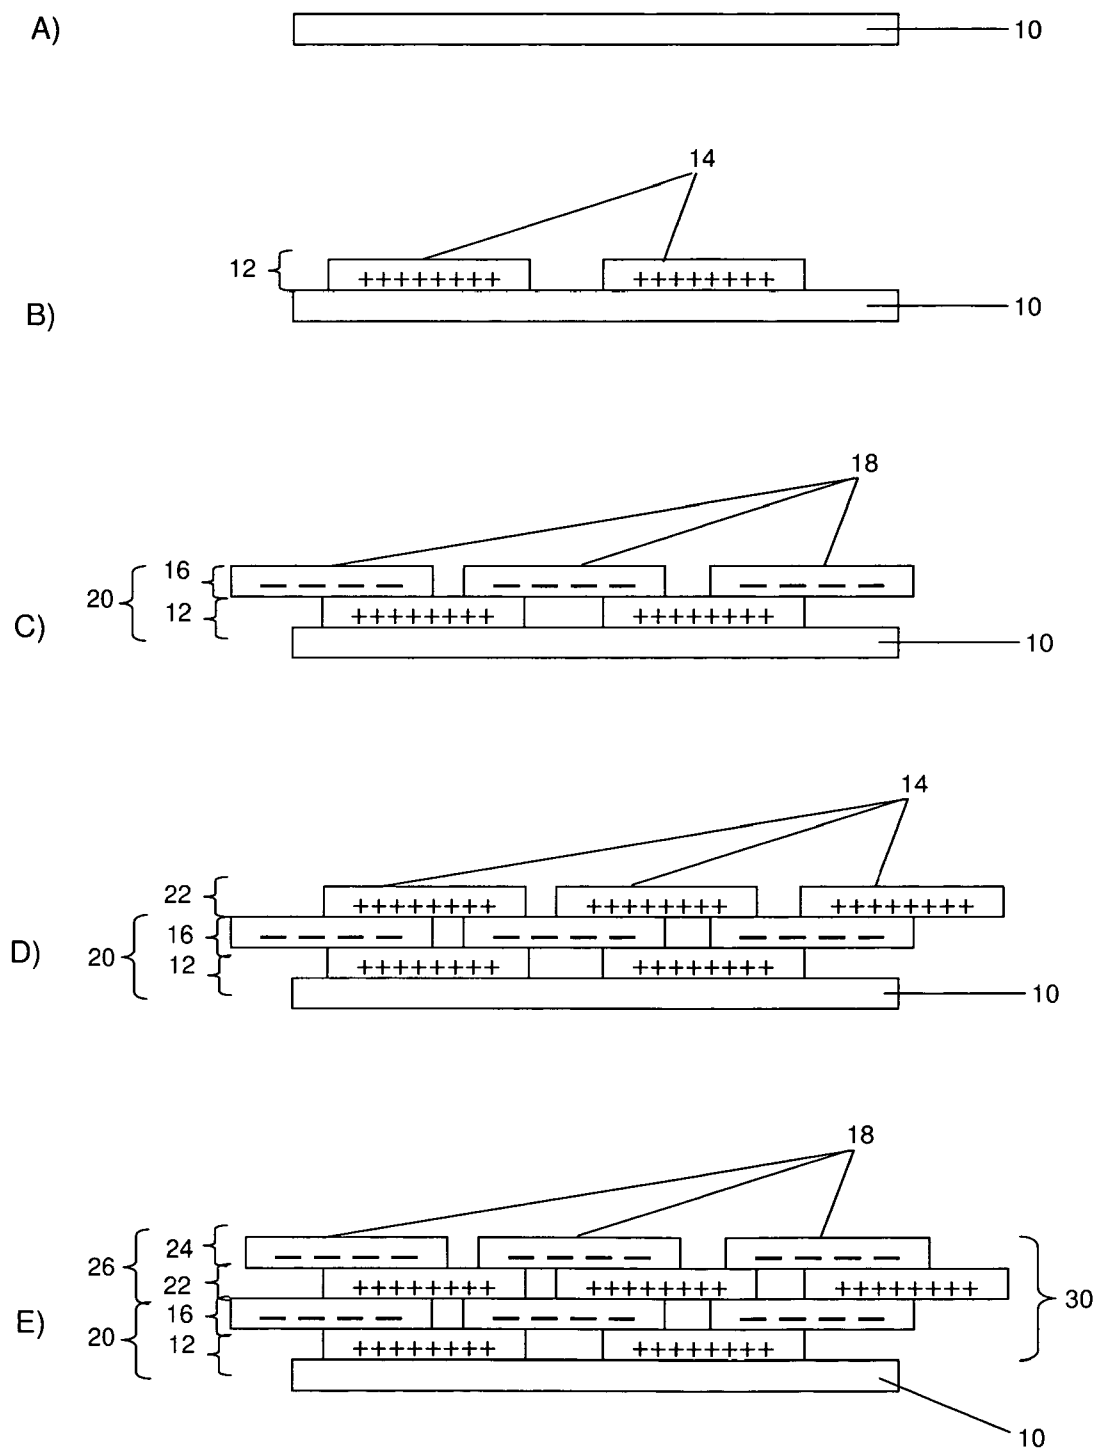 A)
10
14
12
++++++++ ++++++++
B)
10
18
16
— — — — — — — — — — — —
20
12
++++++++ ++++++++
C)
10
14
22
++++++++ ++++++++ ++++++++
16
— — — — — — — — — — — —
20
12
++++++++ ++++++++
D)
10
18
24
— — — — — — — — — — — —
26
22
++++++++ ++++++++ ++++++++
30
16
— — — — — — — — — — — —
E)
20
12
++++++++ ++++++++
10